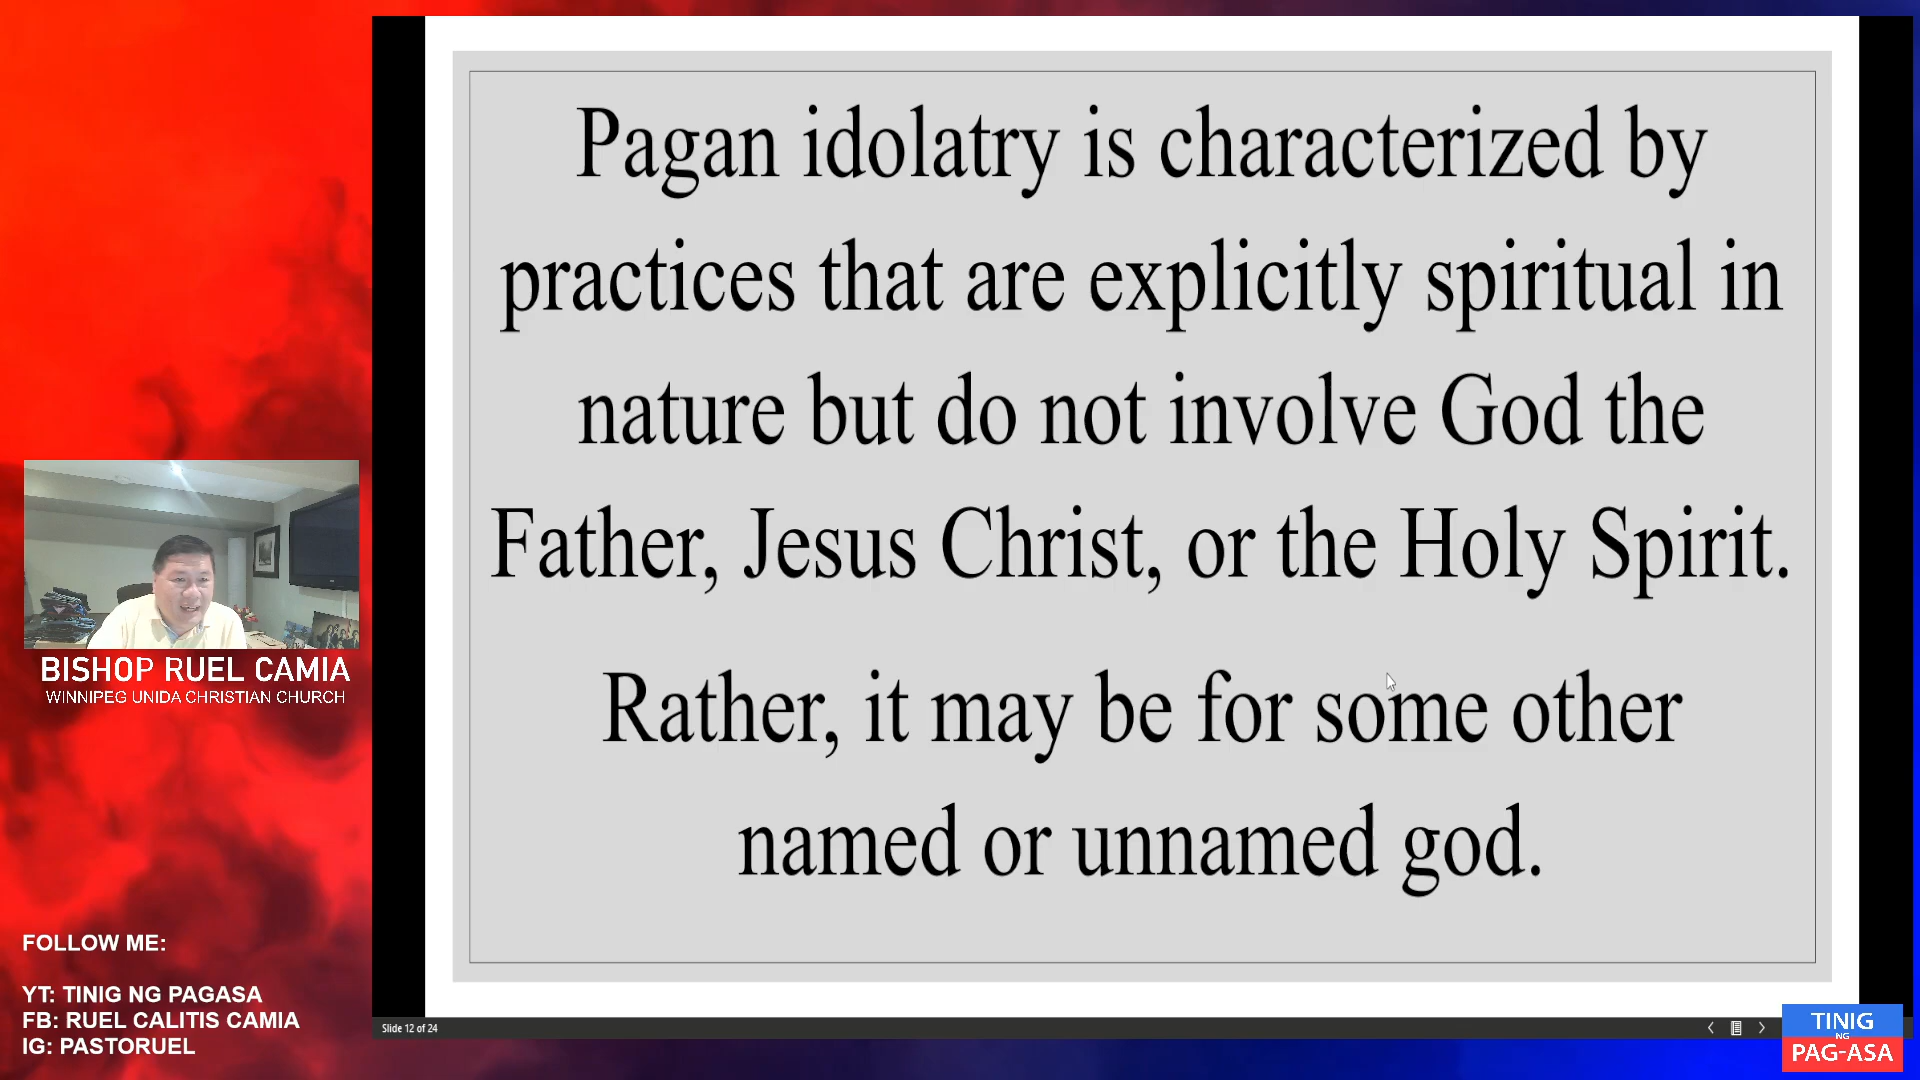 Pagan idolatry is characterized by
practices that are explicitly spiritual in
nature but do not involve God the
Father, Jesus Christ, or the Holy Spirit.
Rather, it may be for some other
named or unnamed god.
BISHOP RUEL CAMIA
WINNIPEG UNIDA CHRISTIAN CHURCH
FOLLOW ME:
YT: TINIG NG PAGASA
FB: RUEL CALITIS CAMIA
IG: PASTORUEL
Slide 12 of 24
TINIG
NG
PAG-ASA